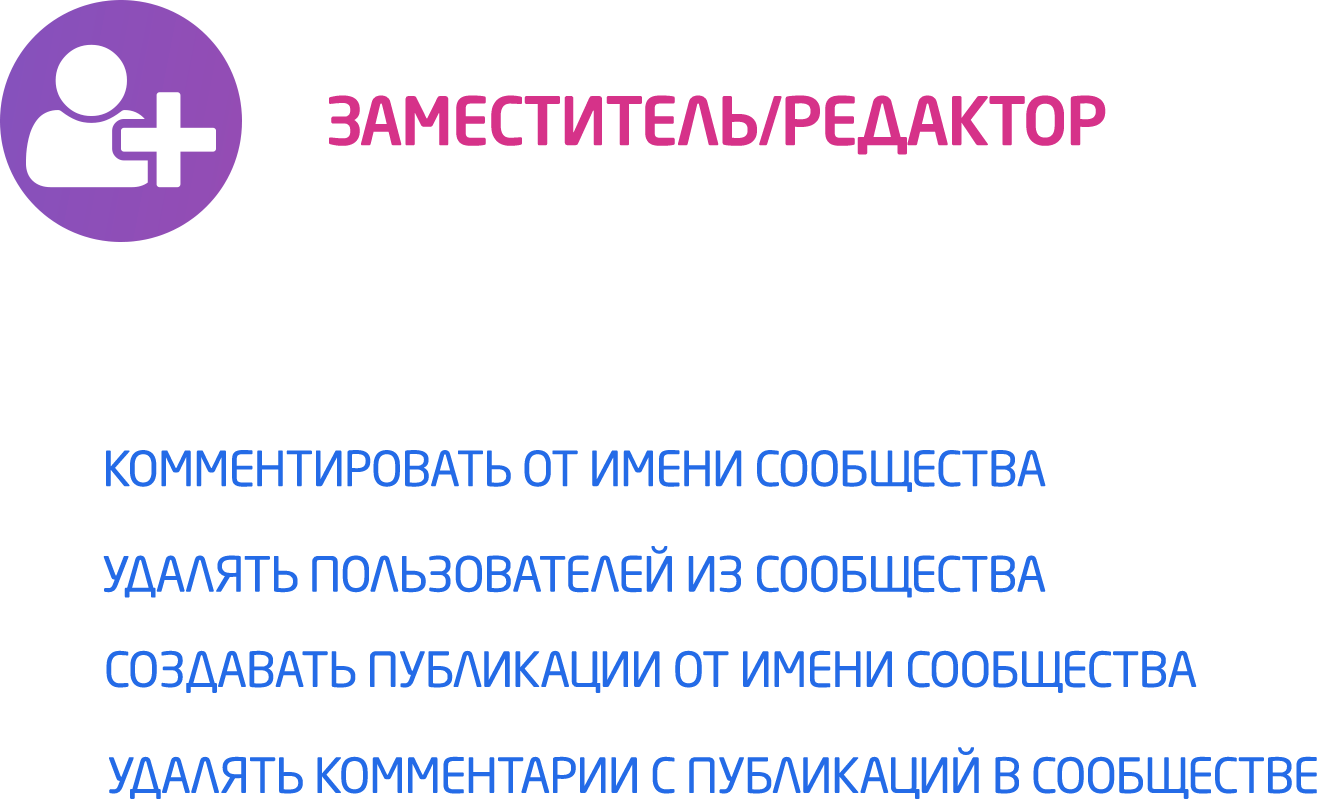 ЗАМЕСТИТЕЛЬ/РЕДАКТОР
КОММЕНТИРОВАТЬ ОТ ИМЕНИ СООБЩЕСТВА
УДАЛЯТЬ ПОЛЬЗОВАТЕЛЕЙ ИЗ СООБЩЕСТВА
СОЗДАВАТЬ ПУБЛИКАЦИИ ОТ ИМЕНИ СООБЩЕСТВА
УДАЛЯТЬ КОММЕНТАРИИ С ПУБЛИКАЦИЙ В СООБЩЕСТВЕ